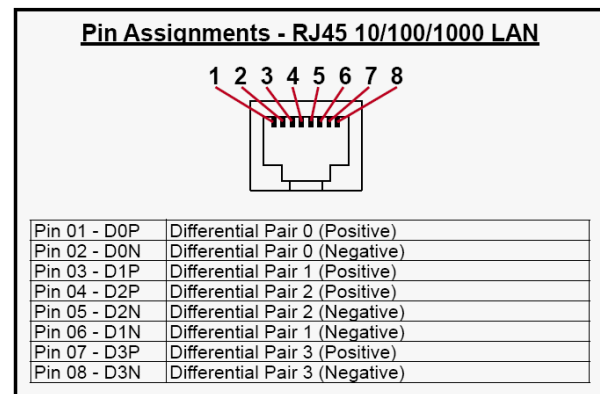 Pin Assignments - RJ45 10/100/1000 LAN
1 2 3 4 5 6 7 8
Pin 01 - D0P Differential Pair 0 (Positive)
Pin 02 - D0N Differential Pair 0 (Negative)
Pin 03 - D1P Differential Pair 1 (Positive)
Pin 04 - D2P Differential Pair 2 (Positive)
Pin 05 - D2N Differential Pair 2 (Negative)
Pin 06 - D1N Differential Pair 1 (Negative)
Pin 07 - D3P Differential Pair 3 (Positive)
Pin 08 - D3N Differential Pair 3 (Negative)